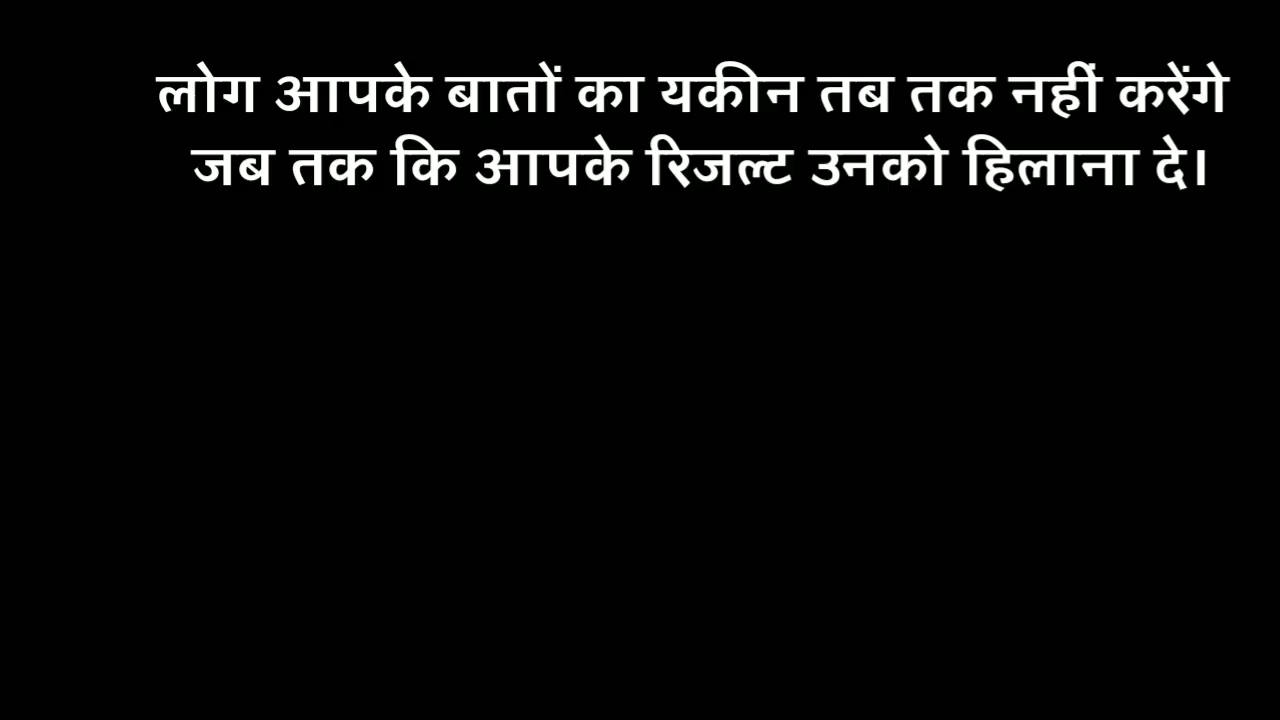 लोग आपके बातों का यकीन तब तक नहीं करेंगे
जब तक कि आपके रिजल्ट उनको हिलाना दे।